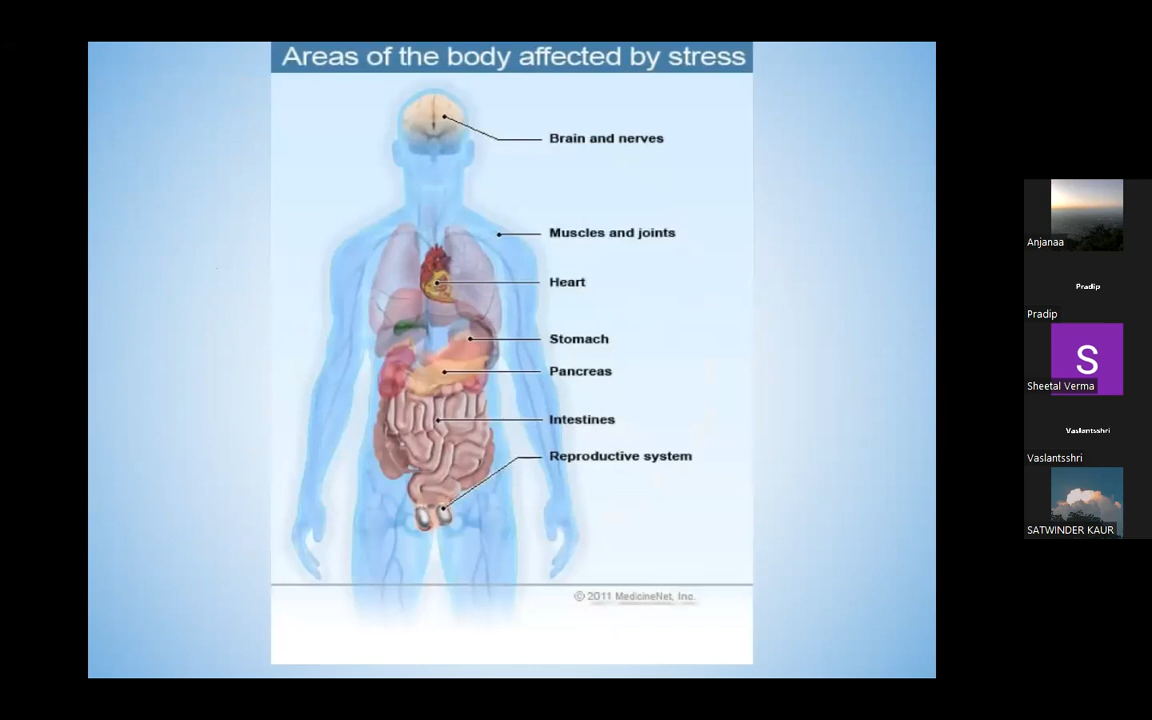 Areas of the body affected by stress
Brain and nerves
Muscles and joints
Heart
Stomach
Pancreas
Intestines
Reproductive system
© 2011 MedicineNet, Inc.
Anjanaa
Pradip
Pradip
S
Sheetal Verma
Vaslantsshri
Vaslantsshri
SATWINDER KAUR